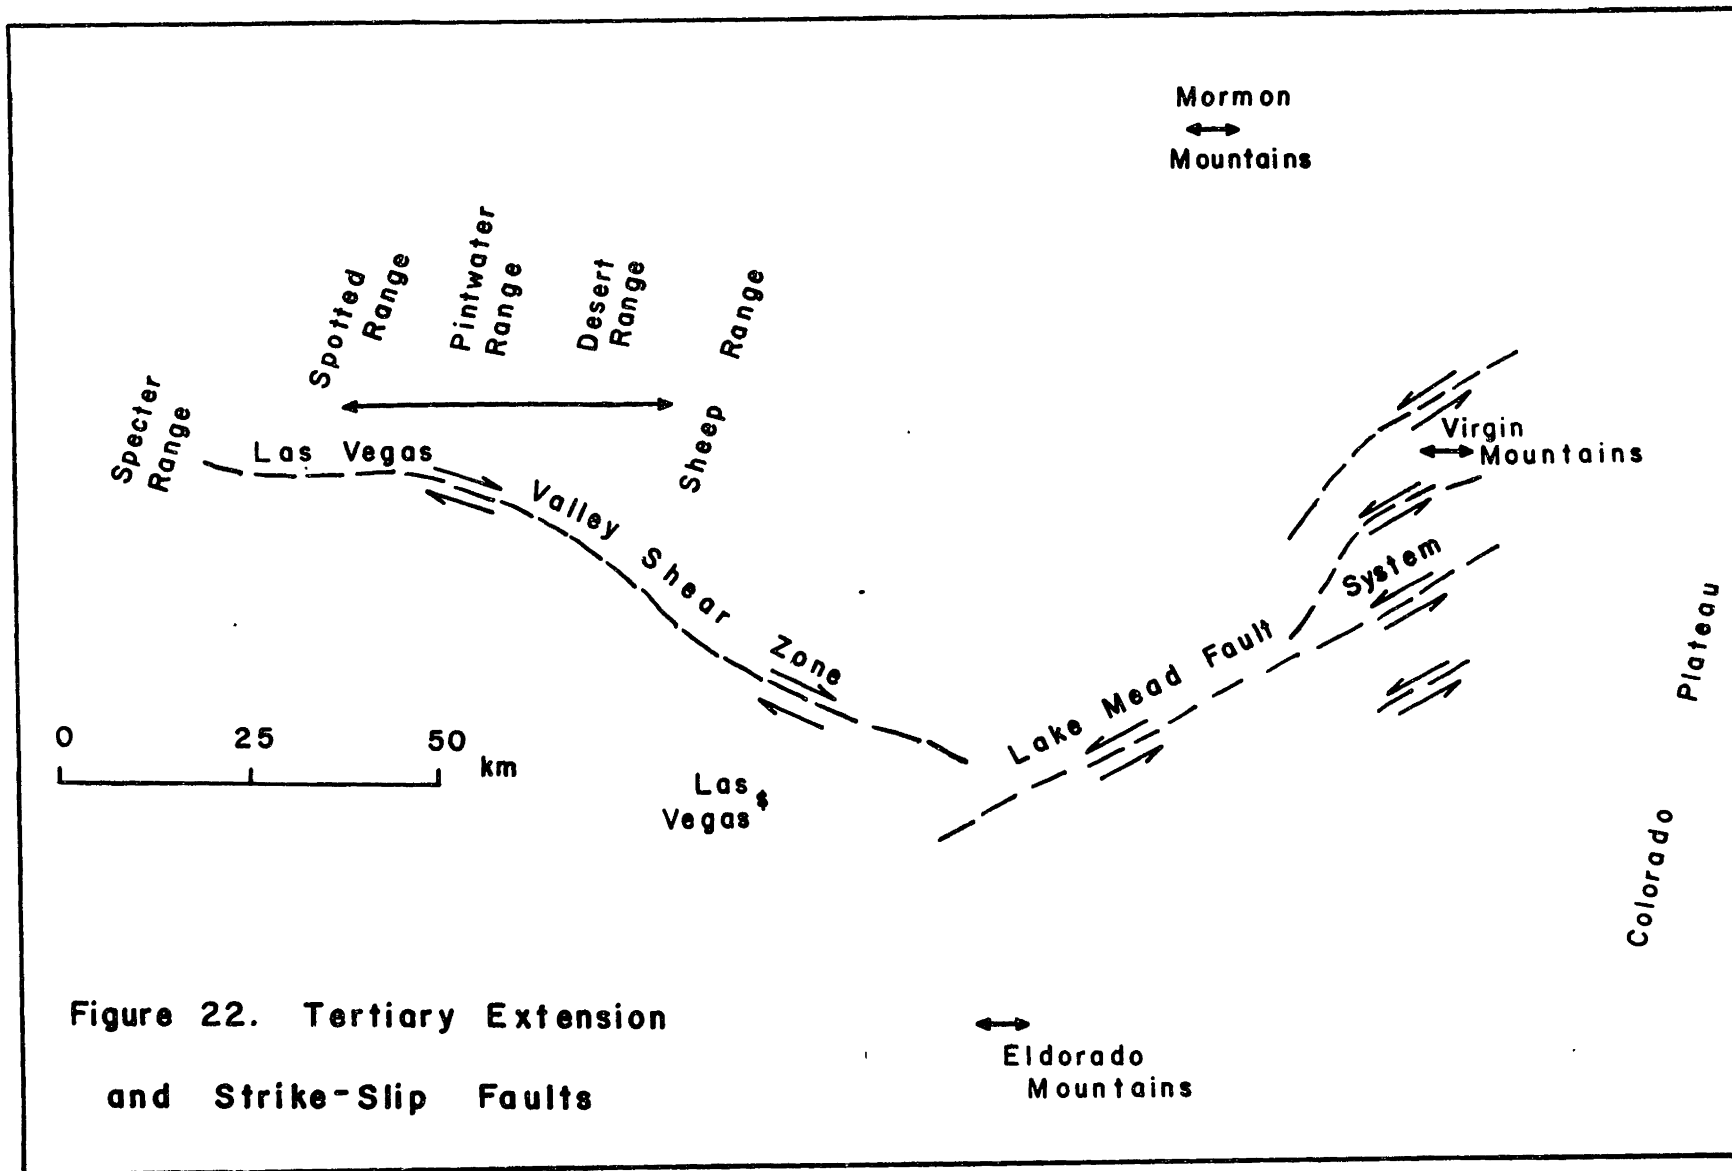 Mormon
Mountains
Spotted
Range
Pintwater
Range
Desert
Range
Sheep Range
Specter
Range
Las Vegas Valley Shear Zone
Virgin
Mountains
Lake Mead Fault System
Colorado Plateau
0 25 50 km
Las
Vegas $
Eldorado
Mountains
Figure 22. Tertiary Extension
and Strike-Slip Faults